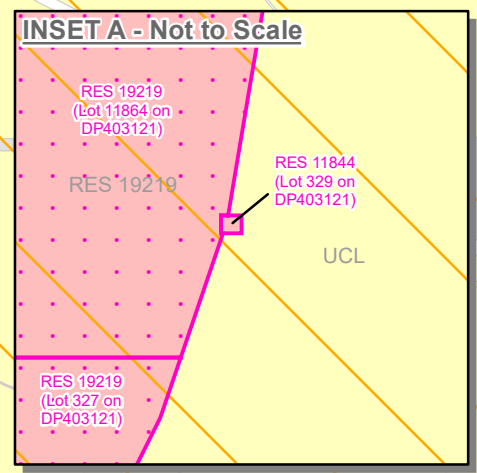 INSET A - Not to Scale
RES 19219
(Lot 11864 on
DP403121)
RES 19219
RES 11844
(Lot 329 on
DP403121)
UCL
RES 19219
(Lot 327 on
DP403121)